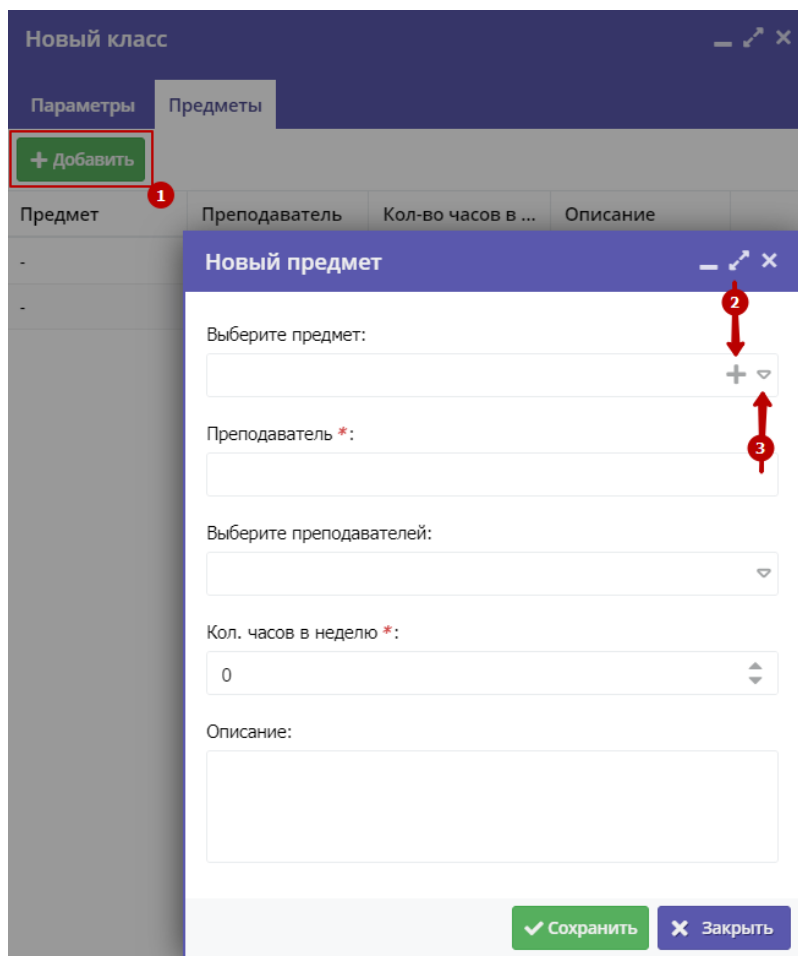 Новый класс
Параметры Предметы
+ Добавить
1
Предмет Преподаватель Кол-во часов в ... Описание
-
-
Новый предмет
2
Выберите предмет:
3
Преподаватель *:
Выберите преподавателей:
Кол. часов в неделю *:
0
Описание:
Сохранить Закрыть